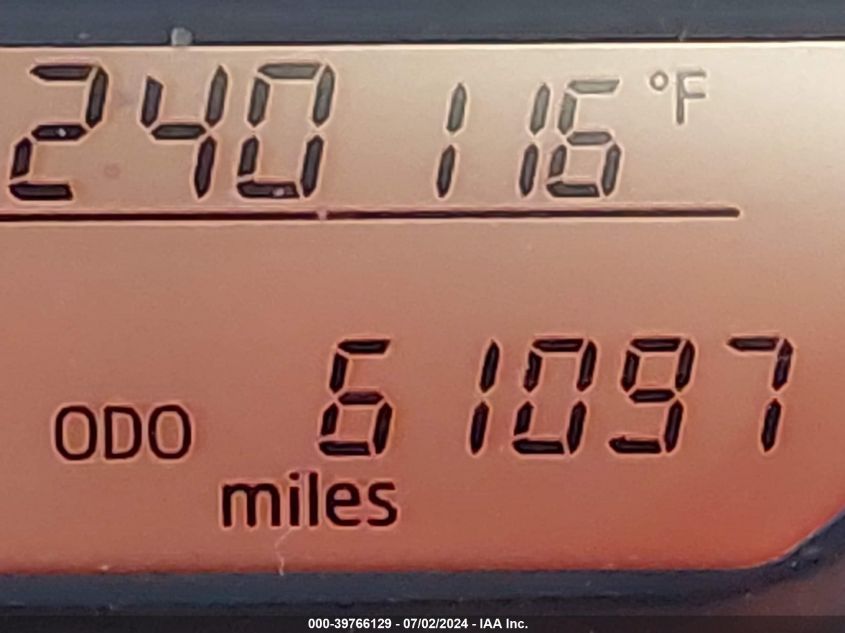 240 116 °F
ODO 61097
miles
000-39766129 - 07/02/2024 - IAA Inc.